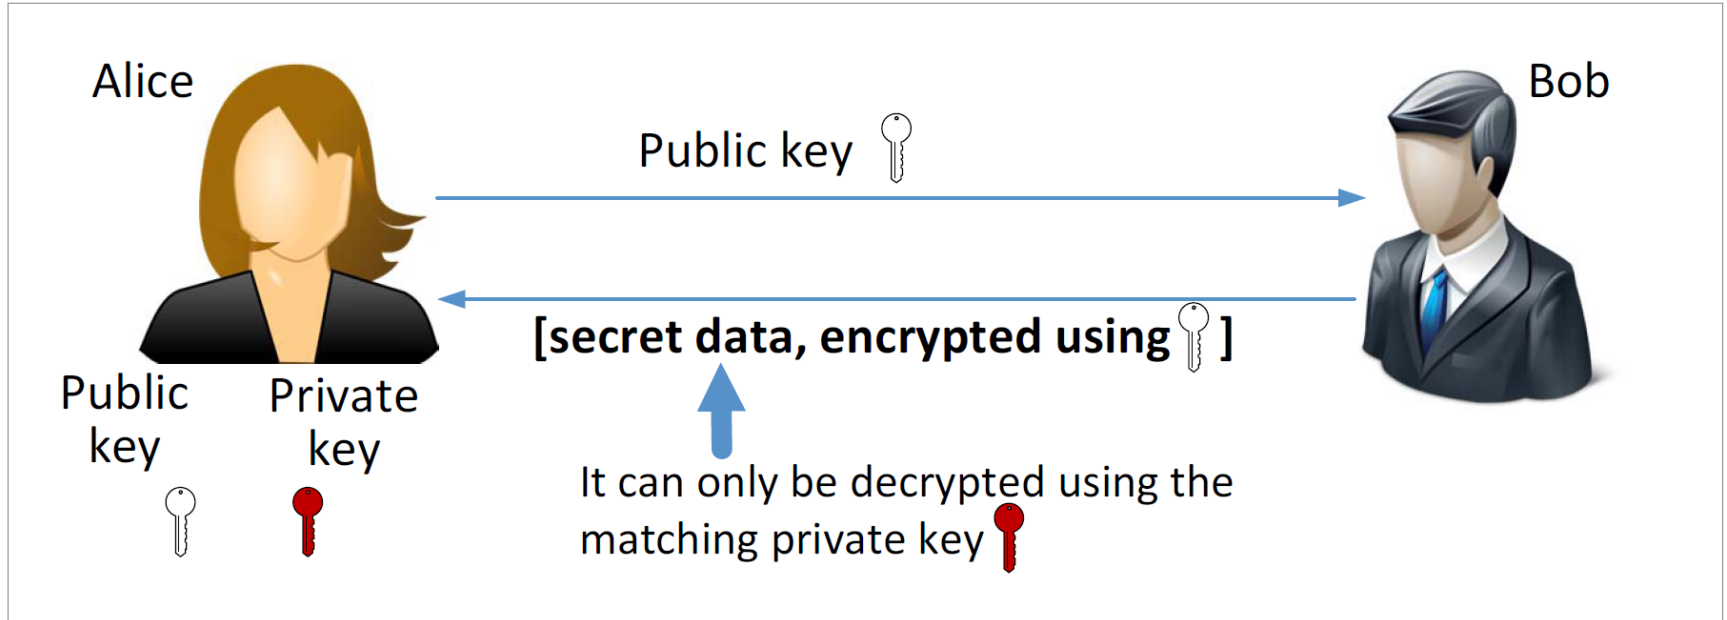 Alice
Bob
Public key
[secret data, encrypted using ]
Public
key
Private
key
It can only be decrypted using the
matching private key